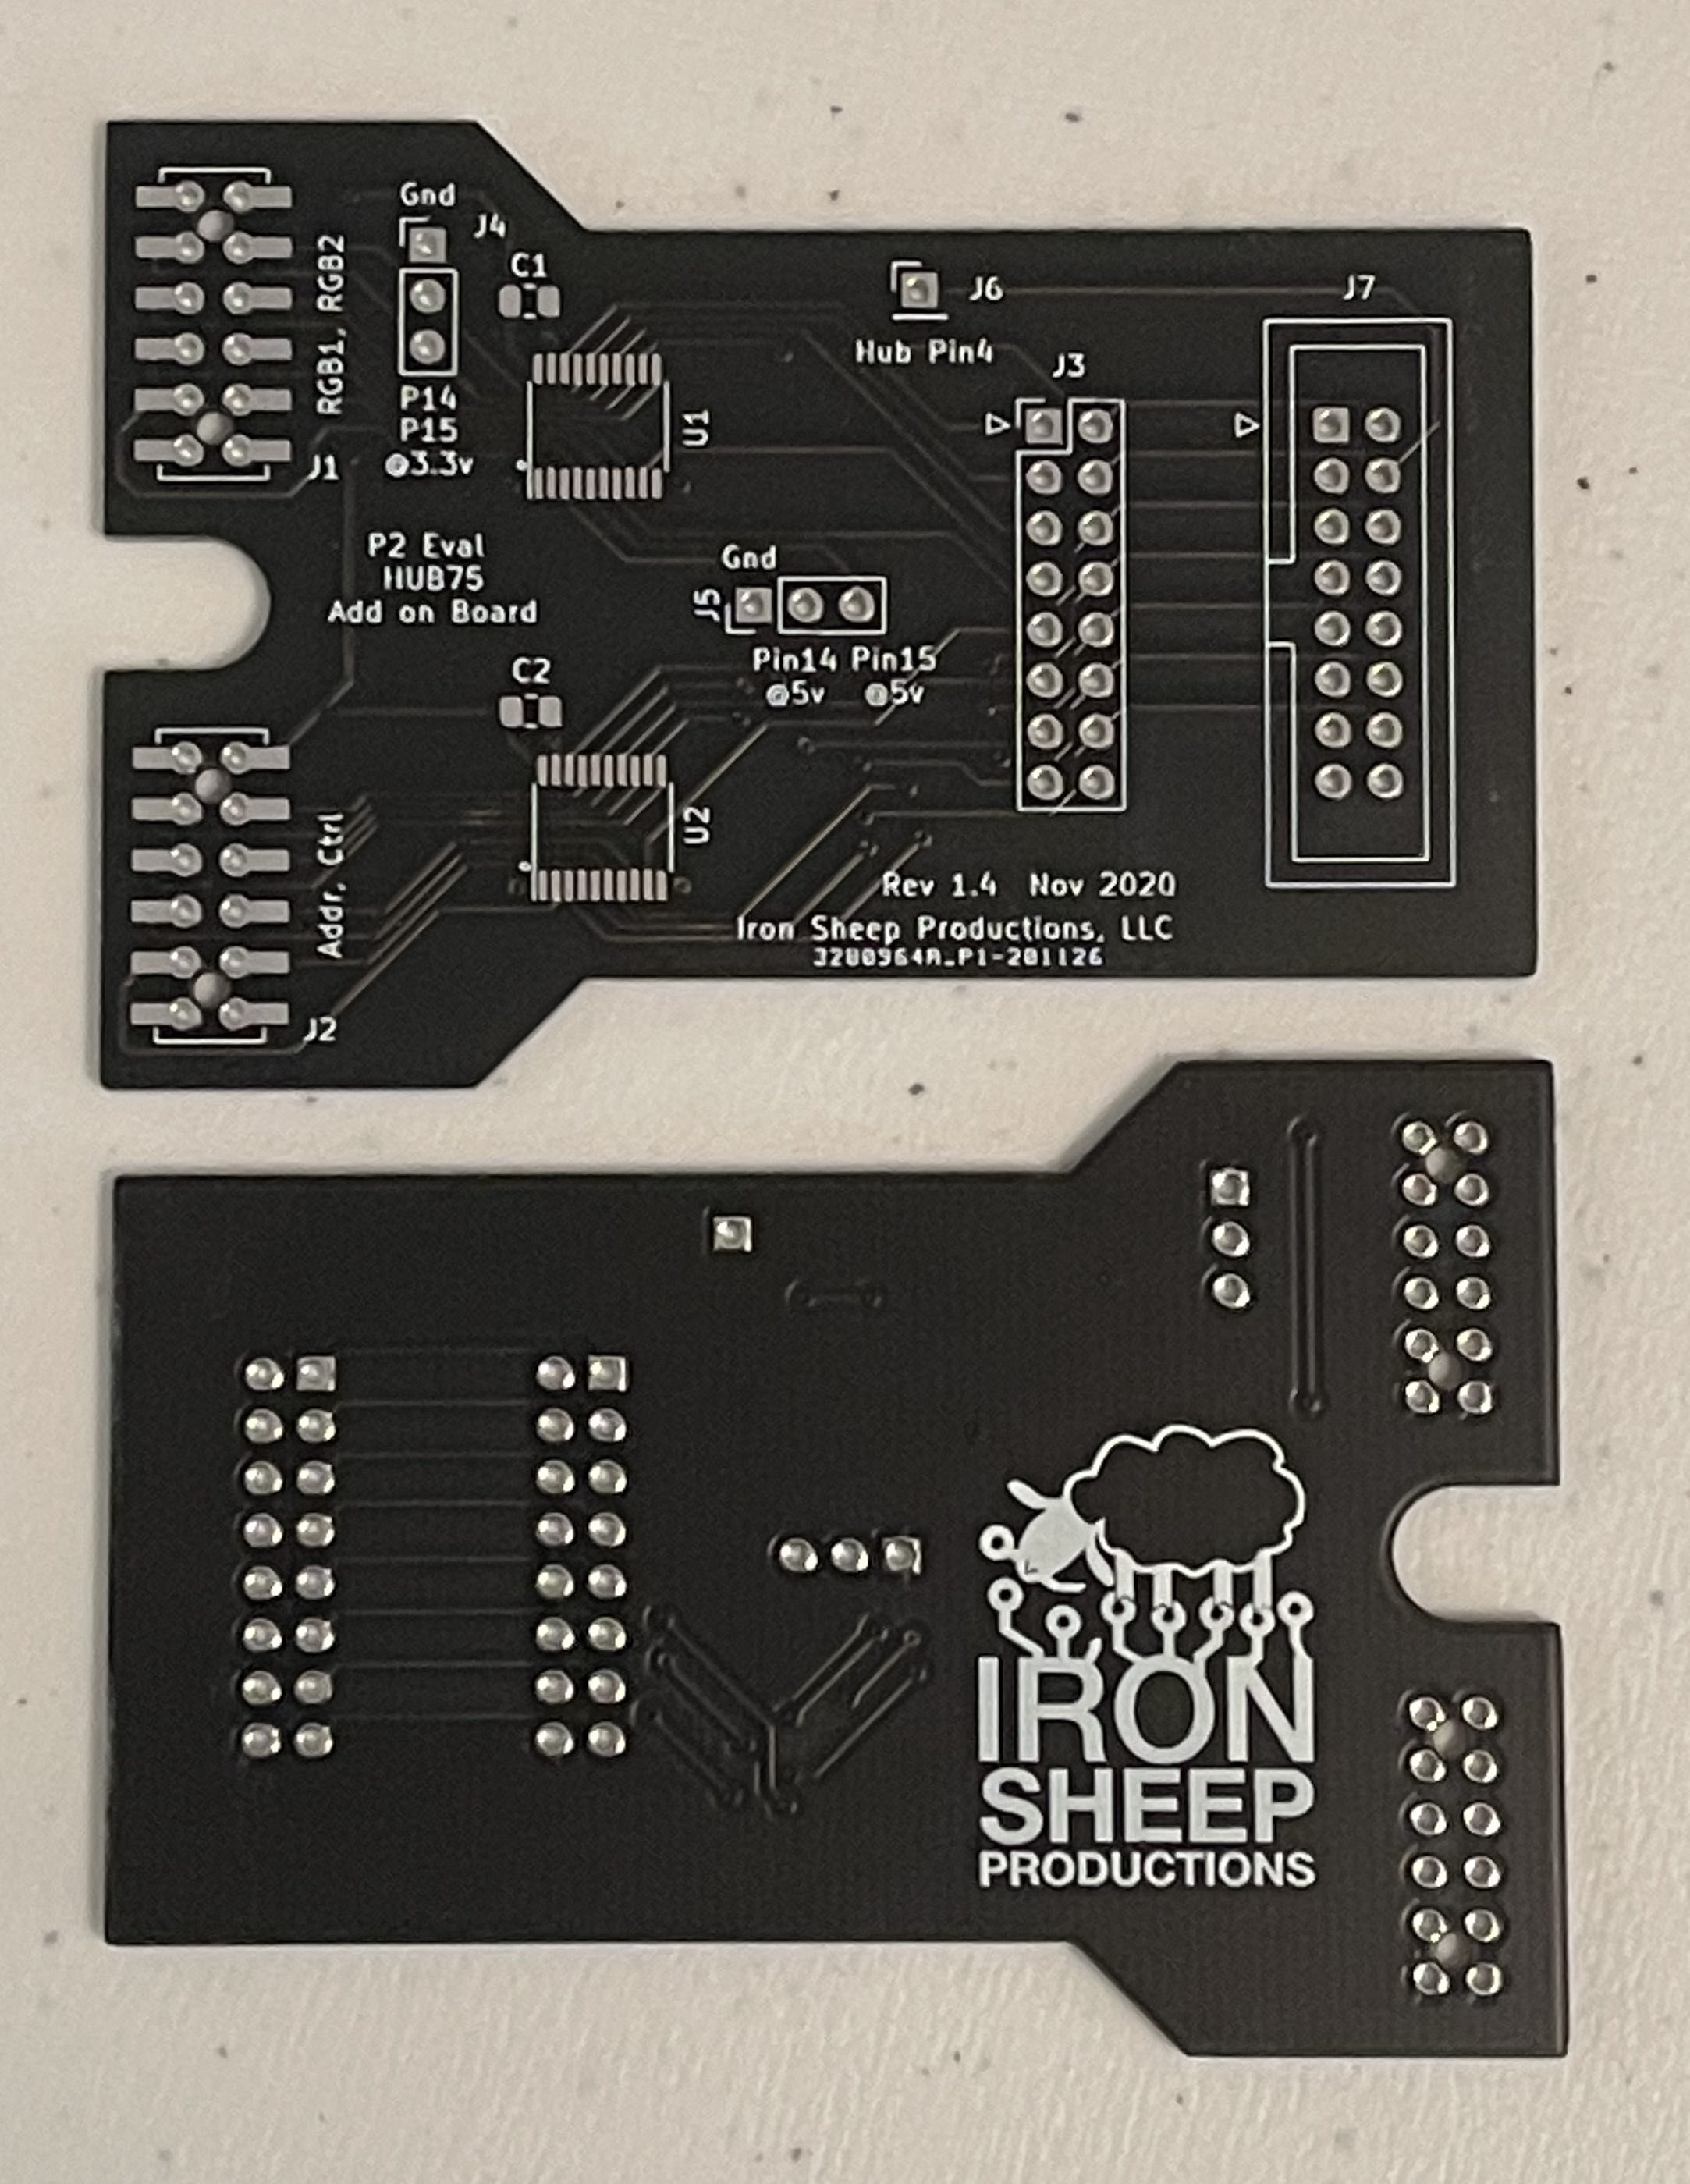 Gnd
J4
C1
RGB1, RGB2
P14
P15
@3.3v
J1
U1
J6
Hub Pin4
J7
J3
P2 Eval
HUB75
Add on Board
Gnd
J5
Pin14 Pin15
@5v @5v
C2
U2
Addr, Ctrl
J2
Rev 1.4 Nov 2020
Iron Sheep Productions, LLC
3280964A_P1-201126
IRON
SHEEP
PRODUCTIONS